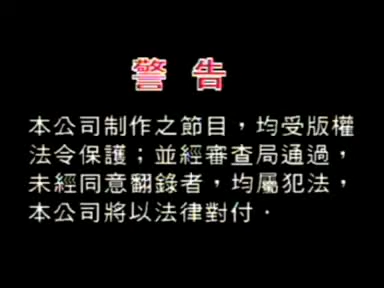 警告
本公司制作之節目，均受版權
法令保護；並經審查局通過，
未經同意翻錄者，均屬犯法，
本公司將以法律對付．